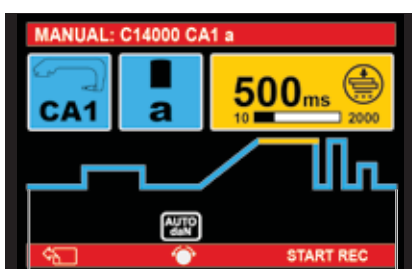 MANUAL: C14000 CA1 a
CA1
a
500ms
10 2000
AUTO
daN
START REC